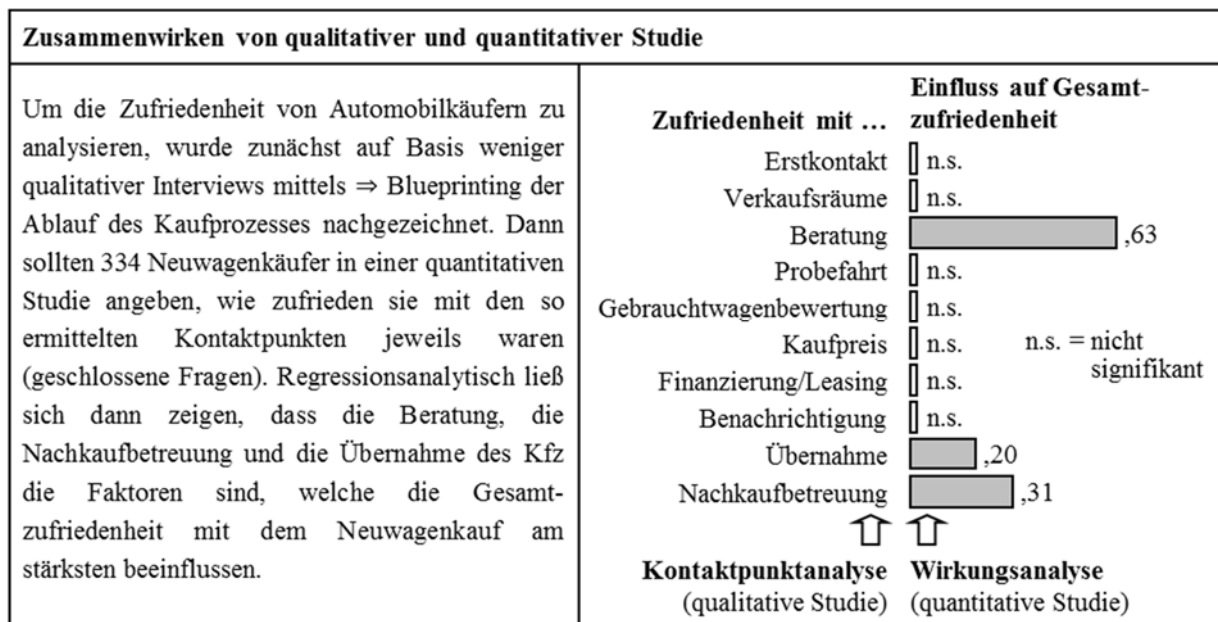 Zusammenwirken von qualitativer und quantitativer Studie
Um die Zufriedenheit von Automobilkäufern zu
analysieren, wurde zunächst auf Basis weniger
qualitativer Interviews mittels ⇒ Blueprinting der
Ablauf des Kaufprozesses nachgezeichnet. Dann
sollten 334 Neuwagenkäufer in einer quantitativen
Studie angeben, wie zufrieden sie mit den so
ermittelten Kontaktpunkten jeweils waren
(geschlossene Fragen). Regressionsanalytisch ließ
sich dann zeigen, dass die Beratung, die
Nachkaufbetreuung und die Übernahme des Kfz
die Faktoren sind, welche die Gesamt-
zufriedenheit mit dem Neuwagenkauf am
stärksten beeinflussen.
Zufriedenheit mit …
Einfluss auf Gesamt-
zufriedenheit
Erstkontakt n.s.
Verkaufsräume n.s.
Beratung ,63
Probefahrt n.s.
Gebrauchtwagenbewertung n.s.
Kaufpreis n.s.
Finanzierung/Leasing n.s.
Benachrichtigung n.s.
Übernahme ,20
Nachkaufbetreuung ,31
n.s. = nicht
signifikant
Kontaktpunktanalyse
(qualitative Studie)
Wirkungsanalyse
(quantitative Studie)